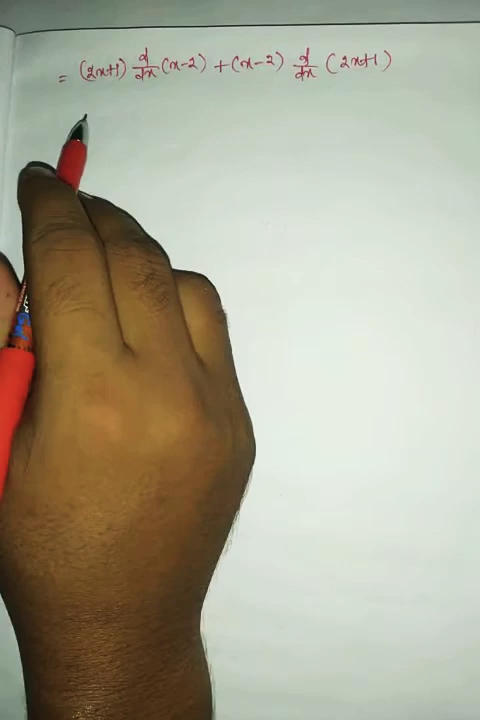 = (2x+1) d/dx (x-2) + (x-2) d/dx (2x+1)